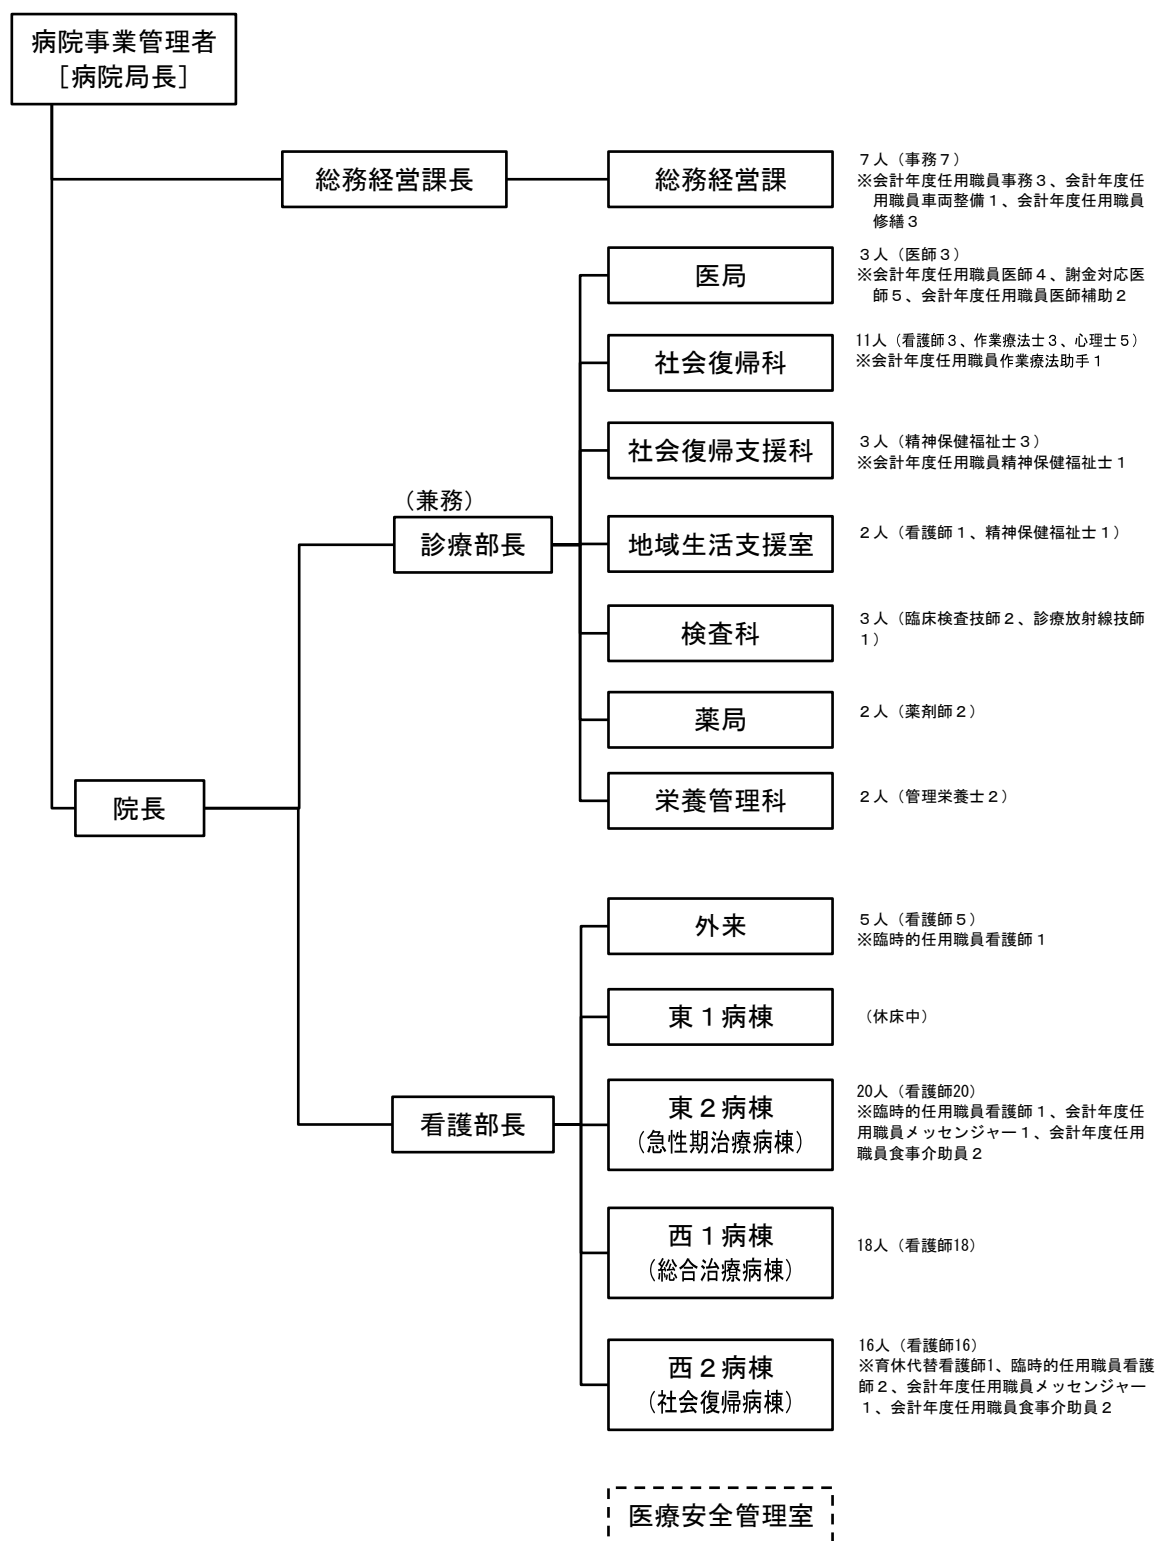 病院事業管理者
[病院局長]
総務経営課長
総務経営課
７人（事務７）
※会計年度任用職員事務３、会計年度任
用職員車両整備１、会計年度任用職員
修繕３
医局
３人（医師３）
※会計年度任用職員医師４、謝金対応医
師５、会計年度任用職員医師補助２
社会復帰科
11人（看護師３、作業療法士３、心理士５）
※会計年度任用職員作業療法助手１
社会復帰支援科
３人（精神保健福祉士３）
※会計年度任用職員精神保健福祉士１
（兼務）
診療部長
地域生活支援室
２人（看護師１、精神保健福祉士１）
検査科
３人（臨床検査技師２、診療放射線技師
１）
薬局
２人（薬剤師２）
院長
栄養管理科
２人（管理栄養士２）
外来
５人（看護師５）
※臨時的任用職員看護師１
東１病棟
（休床中）
看護部長
東２病棟
（急性期治療病棟）
20人（看護師20）
※臨時的任用職員看護師１、会計年度任
用職員メッセンジャー１、会計年度任用
職員食事介助員２
西１病棟
（総合治療病棟）
18人（看護師18）
西２病棟
（社会復帰病棟）
16人（看護師16）
※育休代替看護師1、臨時的任用職員看護
師２、会計年度任用職員メッセンジャー
１、会計年度任用職員食事介助員２
医療安全管理室